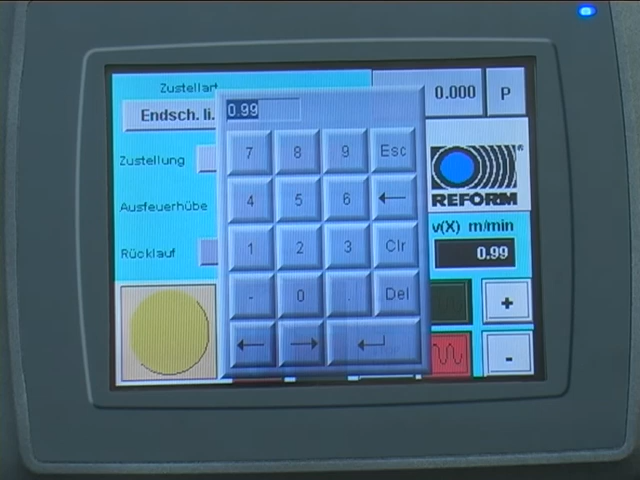 Zustellart
0.000 P
Endsch. li.
0.99
7 8 9 Esc
Zustellung
4 5 6 ←
REFORM®
Ausfeuerhübe
v(X) m/min
1 2 3 Clr
Rücklauf
0.99
- 0 . Del
+
← → ↵
-